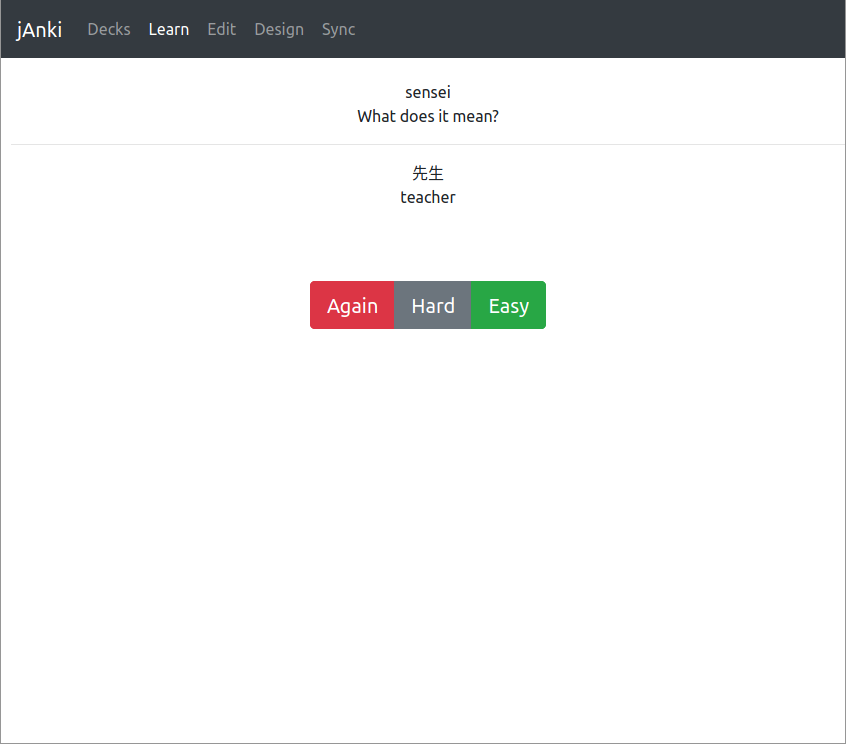 jAnki Decks Learn Edit Design Sync
sensei
What does it mean?
先生
teacher
Again Hard Easy